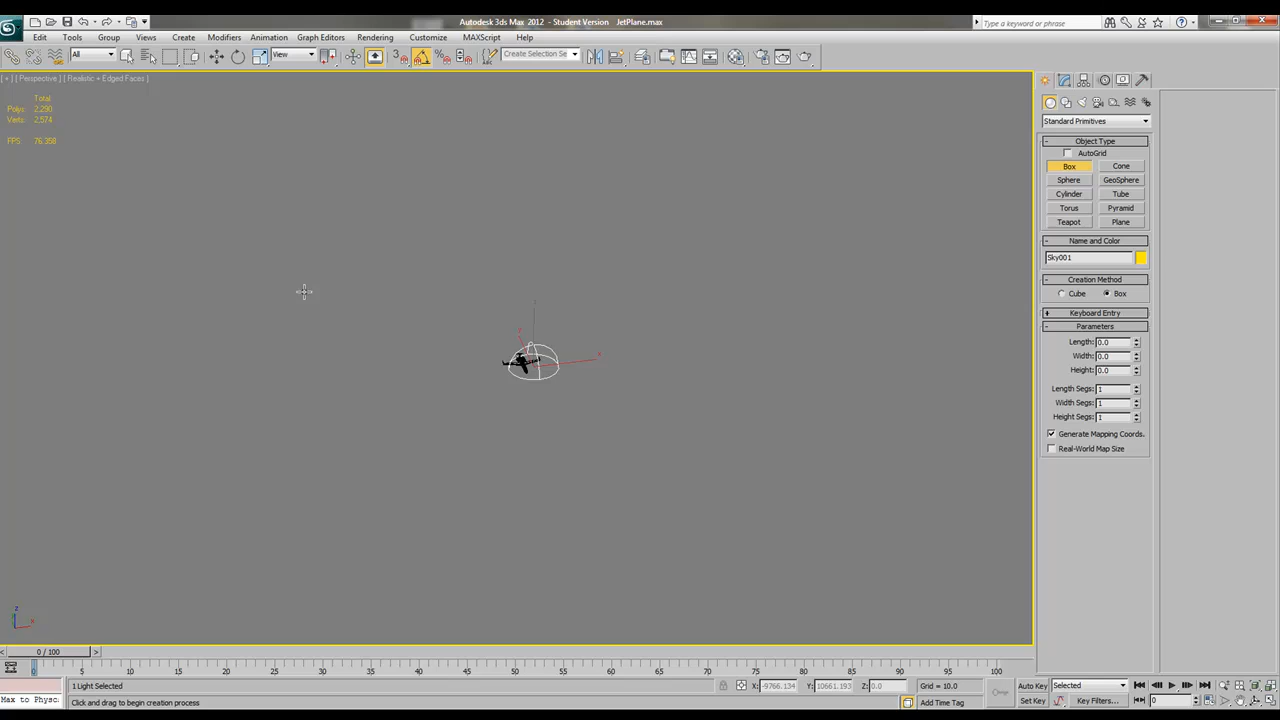 Autodesk 3ds Max 2012 - Student Version JetPlane.max
Type a keyword or phrase
Edit Tools Group Views Create Modifiers Animation Graph Editors Rendering Customize MAXScript Help
All View Create Selection Se
[ + ] [ Perspective ] [ Realistic + Edged Faces ]
Total
Polys: 2,290
Verts: 2,574
FPS: 76.358
Standard Primitives
- Object Type
AutoGrid
Box Cone
Sphere GeoSphere
Cylinder Tube
Torus Pyramid
Teapot Plane
- Name and Color
Sky001
- Creation Method
Cube Box
+ Keyboard Entry
- Parameters
Length: 0.0
Width: 0.0
Height: 0.0
Length Segs: 1
Width Segs: 1
Height Segs: 1
Generate Mapping Coords.
Real-World Map Size
z
x
z
x
< 0 / 100 >
0 5 10 15 20 25 30 35 40 45 50 55 60 65 70 75 80 85 90 95 100
1 Light Selected X: -9766.134 Y: 10661.193 Z: 0.0 Grid = 10.0 Auto Key Selected
Max to Physc Click and drag to begin creation process Add Time Tag Set Key Key Filters... 0